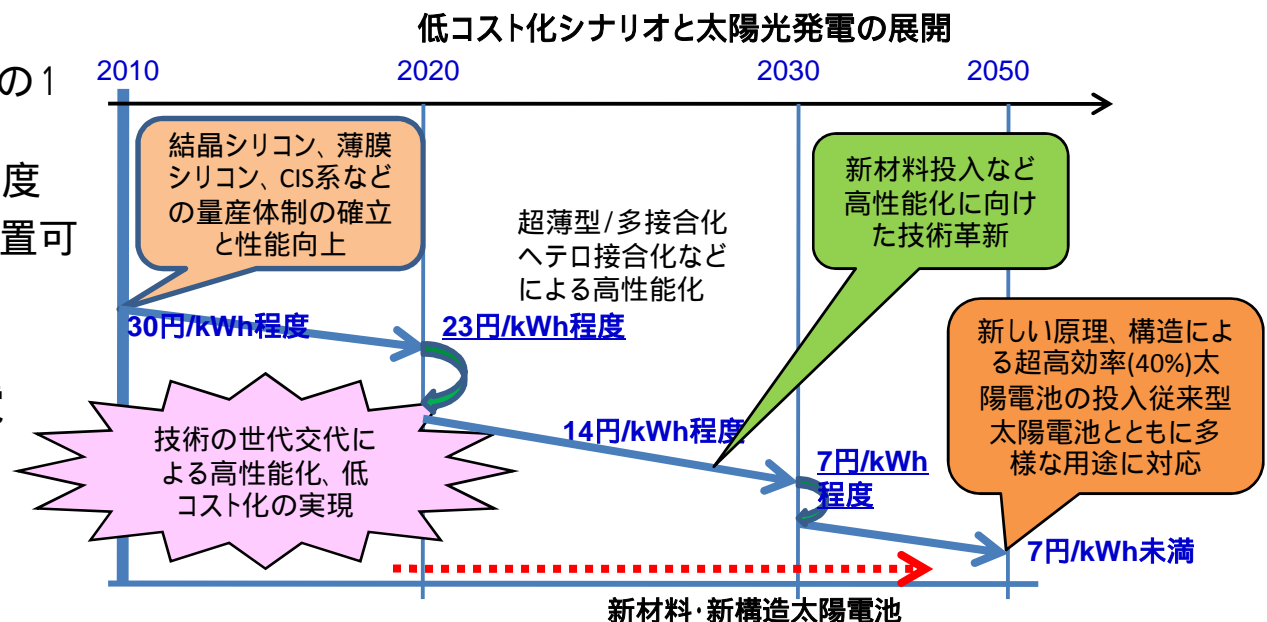 低コスト化シナリオと太陽光発電の展開
2010
2020
2030
2050
の1
度
置可
結晶シリコン、薄膜
シリコン、CIS系など
の量産体制の確立
と性能向上
超薄型/多接合化
ヘテロ接合化など
による高性能化
新材料投入など
高性能化に向け
た技術革新
30円/kWh程度
23円/kWh程度
新しい原理、構造によ
る超高効率(40%)太
陽電池の投入従来型
太陽電池とともに多
様な用途に対応
技術の世代交代に
よる高性能化、低
コスト化の実現
14円/kWh程度
7円/kWh
程度
7円/kWh未満
新材料・新構造太陽電池